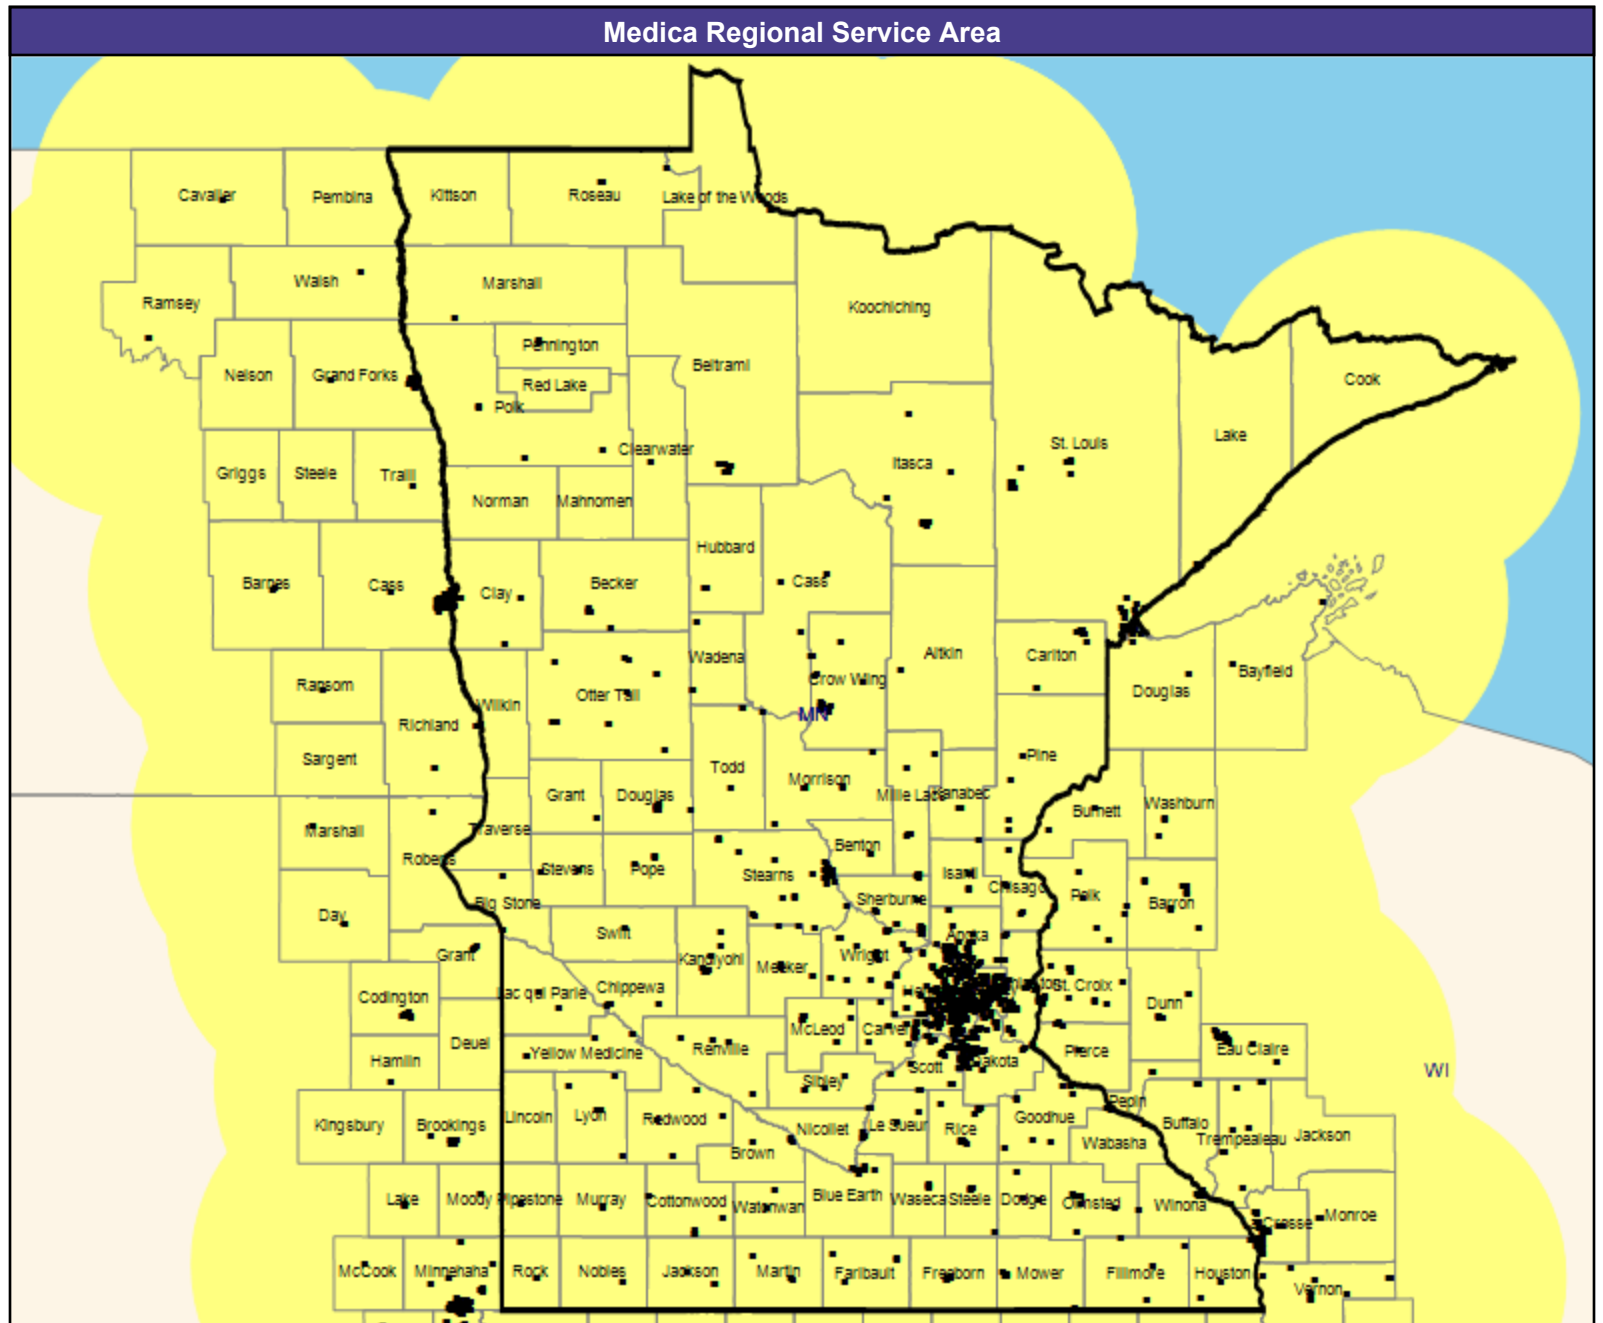 Medica Regional Service Area
Cavalier
Pembina
Kittson
Roseau
Lake of the Woods
Ramsey
Walsh
Marshall
Koochiching
Pennington
Nelson
Grand Forks
Red Lake
Beltrami
Cook
Polk
Clearwater
Lake
St. Louis
Itasca
Griggs
Steele
Traill
Norman
Mahnomen
Hubbard
Barnes
Cass
Clay
Becker
Cass
Wadena
Aitkin
Carlton
Ransom
Otter Tail
Crow Wing
Douglas
Bayfield
Wilkin
MN
Richland
Sargent
Todd
Pine
Morrison
Grant
Douglas
Mille Lacs
Kanabec
Burnett
Washburn
Marshall
Traverse
Roberts
Benton
Stevens
Pope
Stearns
Isanti
Chisago
Sherburne
Polk
Barron
Day
Big Stone
Swift
Anoka
Grant
Kandiyohi
Meeker
Wright
Codington
Lac qui Parle
Chippewa
St. Croix
Dunn
Deuel
McLeod
Carver
Hamlin
Yellow Medicine
Renville
Scott
Dakota
Pierce
Eau Claire
WI
Sibley
Pepin
Kingsbury
Brookings
Lincoln
Lyon
Redwood
Nicollet
Le Sueur
Rice
Goodhue
Buffalo
Trempealeau
Jackson
Brown
Wabasha
Lake
Moody
Pipestone
Murray
Cottonwood
Watonwan
Blue Earth
Waseca
Steele
Dodge
Olmsted
Winona
Crosse
Monroe
McCook
Minnehaha
Rock
Nobles
Jackson
Martin
Faribault
Freeborn
Mower
Fillmore
Houston
Vernon